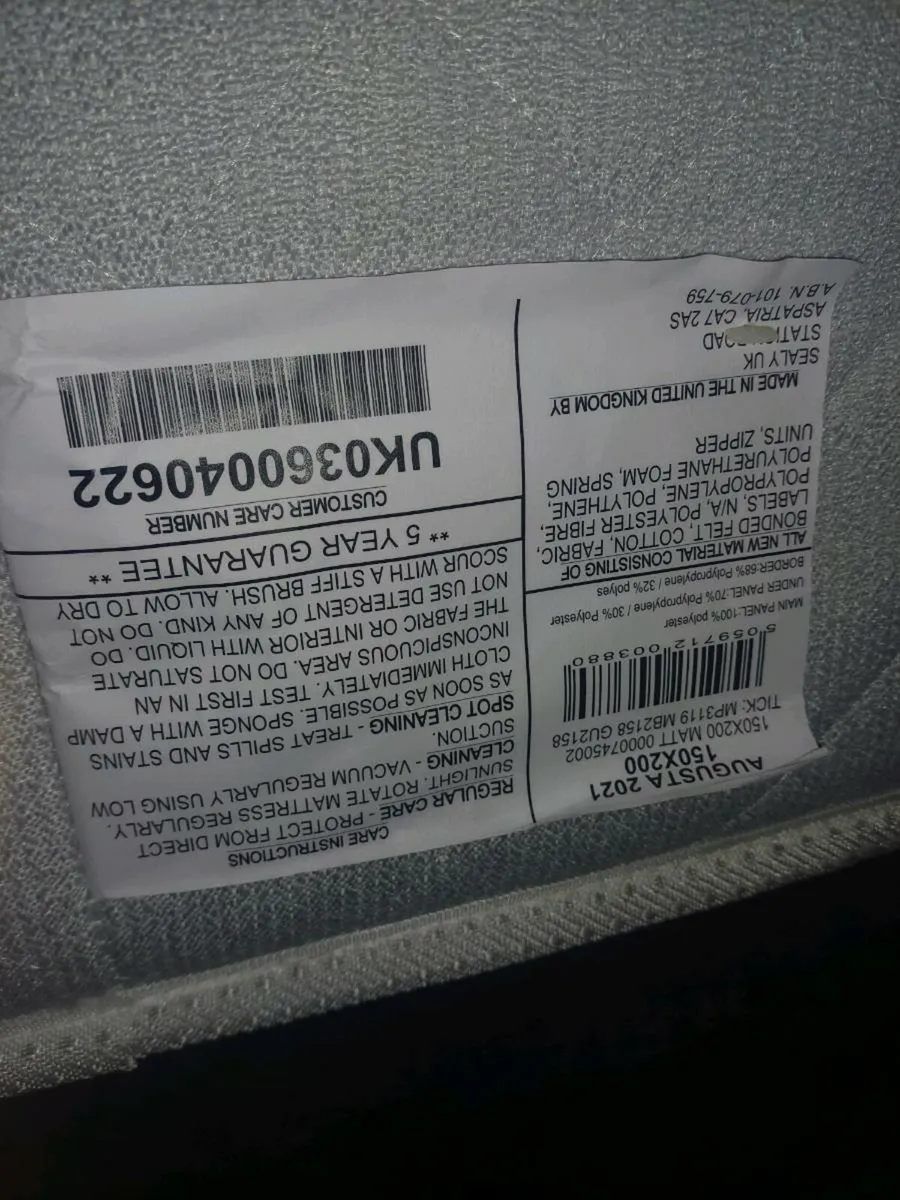 AUGUSTA 2021
150X200
150X200 MATT 0000745002
TICK: MP3119 MB2158 GU2158
5 059712 003880
MAIN PANEL:100% polyester
UNDER PANEL:70% Polypropylene / 30% Polyester
BORDER:68% Polypropylene / 32% polyes
ALL NEW MATERIAL CONSISTING OF
BONDED FELT, COTTON, FABRIC,
LABELS, N/A, POLYESTER FIBRE,
POLYPROPYLENE, POLYTHENE,
POLYURETHANE FOAM, SPRING
UNITS, ZIPPER
MADE IN THE UNITED KINGDOM BY
SEALY UK
ASPATRIA, CA7 2AS
A.B.N. 101-079-759
CARE INSTRUCTIONS
REGULAR CARE - PROTECT FROM DIRECT
SUNLIGHT. ROTATE MATTRESS REGULARLY.
CLEANING - VACUUM REGULARLY USING LOW
SUCTION.
SPOT CLEANING - TREAT SPILLS AND STAINS
AS SOON AS POSSIBLE. SPONGE WITH A DAMP
CLOTH IMMEDIATELY. TEST FIRST IN AN
INCONSPICUOUS AREA. DO NOT SATURATE
THE FABRIC OR INTERIOR WITH LIQUID. DO
NOT USE DETERGENT OF ANY KIND. DO NOT
SCOUR WITH A STIFF BRUSH. ALLOW TO DRY
** 5 YEAR GUARANTEE **
CUSTOMER CARE NUMBER
UK0360040622